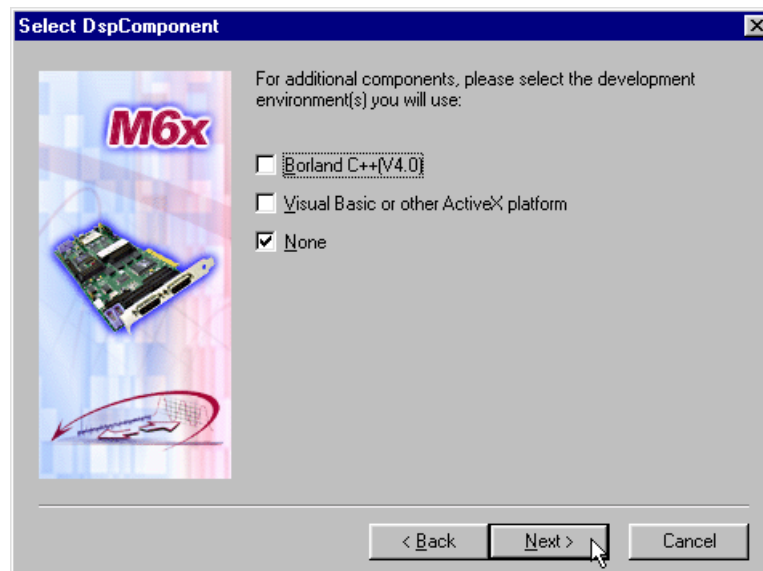 Select DspComponent
M6x
For additional components, please select the development
environment(s) you will use:
Borland C++(V4.0)
Visual Basic or other ActiveX platform
None
< Back
Next >
Cancel